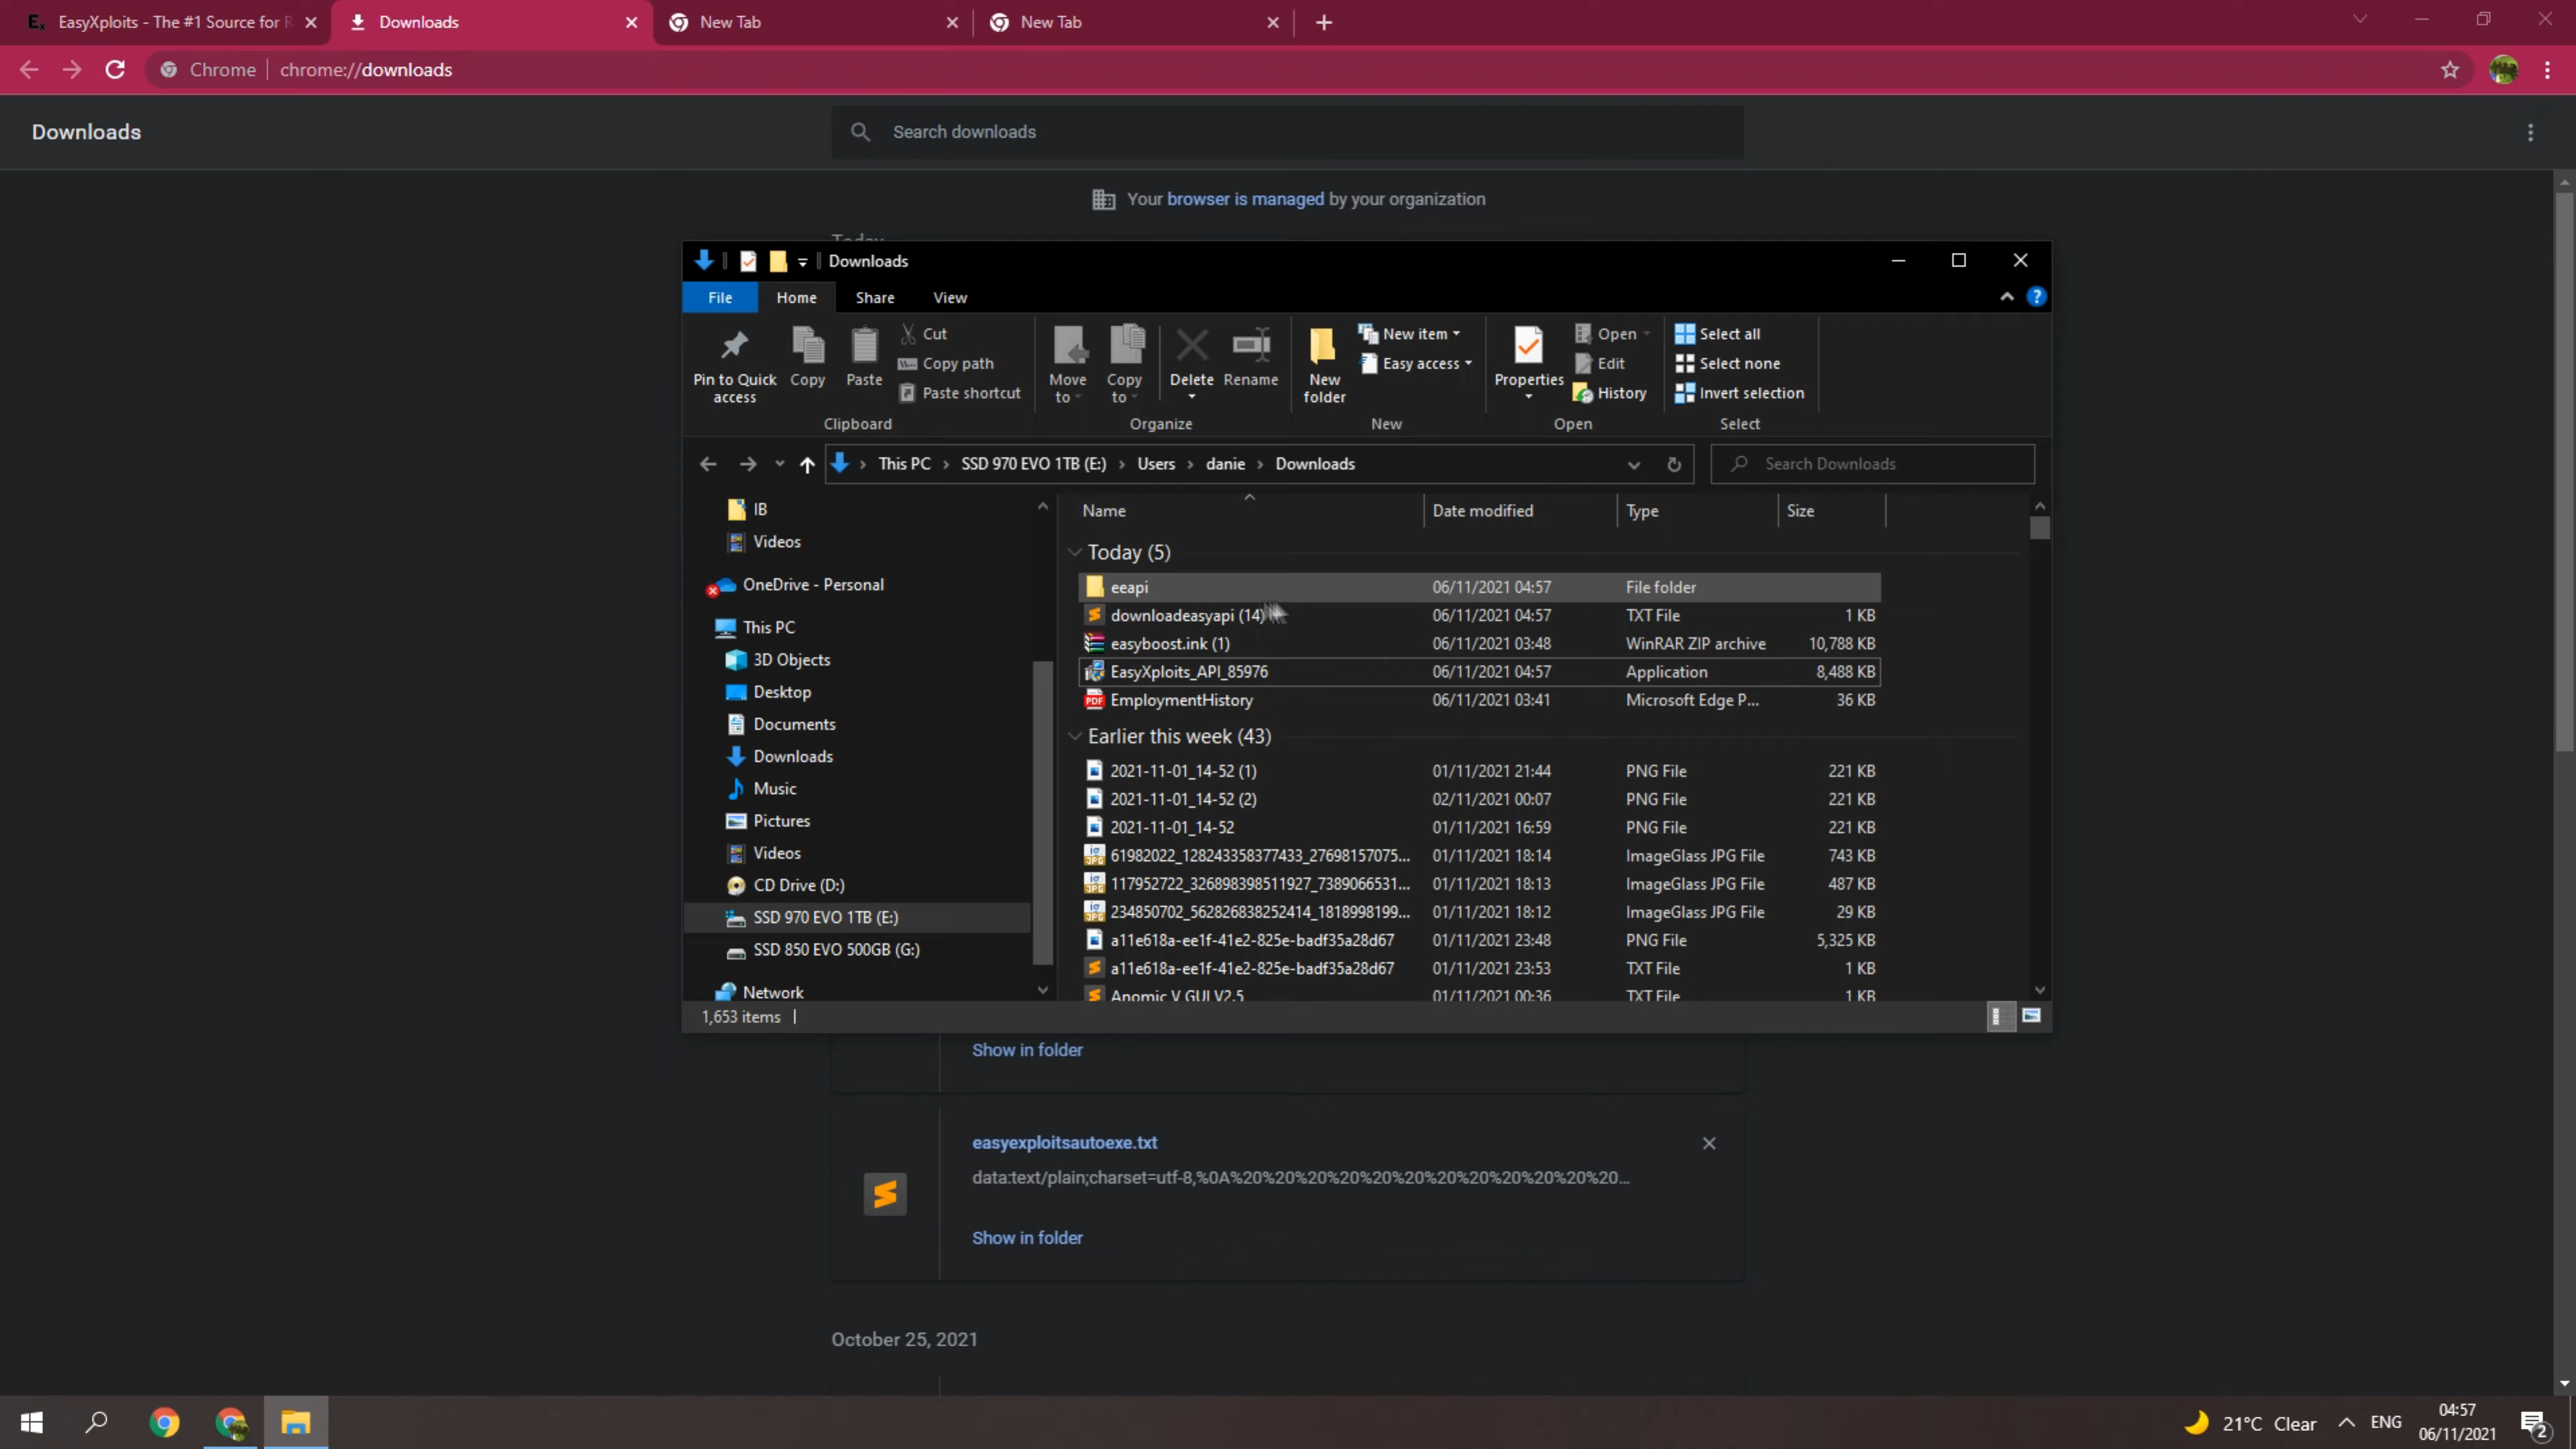 EasyXploits - The #1 Source for R
Downloads
New Tab
New Tab
Chrome
chrome://downloads
Downloads
Search downloads
Your browser is managed by your organization
Downloads
File
Home
Share
View
Pin to Quick access
Copy
Paste
Cut
Copy path
Paste shortcut
Clipboard
Move to
Copy to
Delete
Rename
Organize
New folder
New item
Easy access
New
Properties
Open
Edit
History
Open
Select all
Select none
Invert selection
Select
This PC
SSD 970 EVO 1TB (E:)
Users
danie
Downloads
Search Downloads
IB
Videos
OneDrive - Personal
This PC
3D Objects
Desktop
Documents
Downloads
Music
Pictures
Videos
CD Drive (D:)
SSD 970 EVO 1TB (E:)
SSD 850 EVO 500GB (G:)
Network
Name Date modified Type Size
Today (5)
eeapi 06/11/2021 04:57 File folder
downloadeasyapi (14) 06/11/2021 04:57 TXT File 1 KB
easyboost.ink (1) 06/11/2021 03:48 WinRAR ZIP archive 10,788 KB
EasyXploits_API_85976 06/11/2021 04:57 Application 8,488 KB
EmploymentHistory 06/11/2021 03:41 Microsoft Edge P... 36 KB
Earlier this week (43)
2021-11-01_14-52 (1) 01/11/2021 21:44 PNG File 221 KB
2021-11-01_14-52 (2) 02/11/2021 00:07 PNG File 221 KB
2021-11-01_14-52 01/11/2021 16:59 PNG File 221 KB
61982022_128243358377433_27698157075... 01/11/2021 18:14 ImageGlass JPG File 743 KB
117952722_326898398511927_7389066531... 01/11/2021 18:13 ImageGlass JPG File 487 KB
234850702_562826838252414_1818998199... 01/11/2021 18:12 ImageGlass JPG File 29 KB
a11e618a-ee1f-41e2-825e-badf35a28d67 01/11/2021 23:48 PNG File 5,325 KB
a11e618a-ee1f-41e2-825e-badf35a28d67 01/11/2021 23:53 TXT File 1 KB
Anomic V GUI V2.5 01/11/2021 00:36 TXT File 1 KB
1,653 items
Show in folder
easyexploitsautoexe.txt
data:text/plain;charset=utf-8,%0A%20%20%20%20%20%20%20%20%20%20%20%20...
Show in folder
October 25, 2021
21°C Clear
ENG
04:57
06/11/2021
2